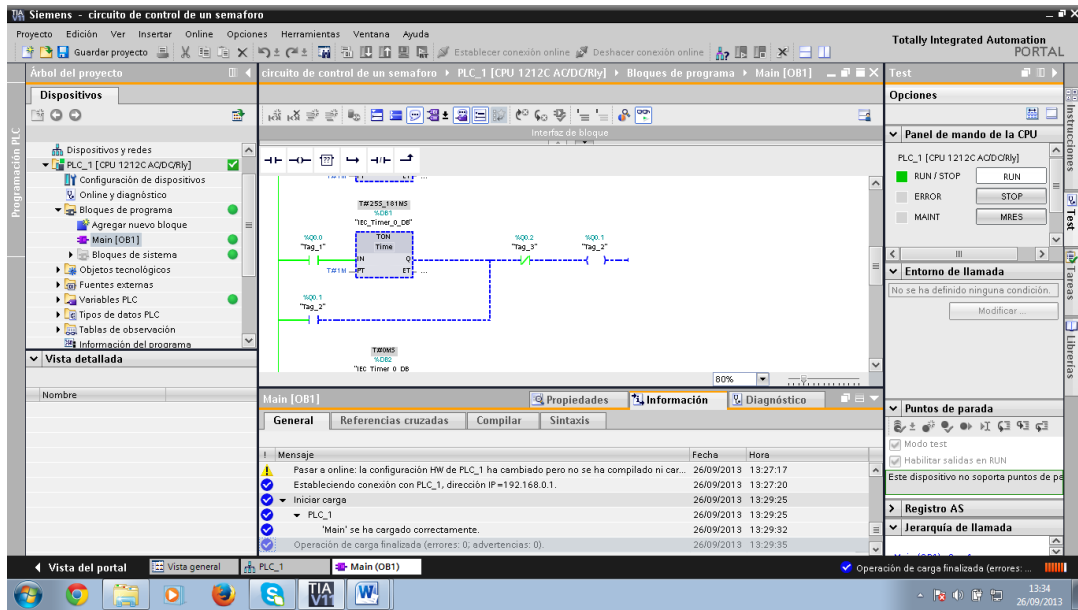 Siemens - circuito de control de un semaforo
Proyecto Edición Ver Insertar Online Opciones Herramientas Ventana Ayuda
Guardar proyecto
Establecer conexión online
Deshacer conexión online
Totally Integrated Automation
PORTAL
Árbol del proyecto
circuito de control de un semaforo PLC_1 [CPU 1212C AC/DC/Rly] Bloques de programa Main [OB1]
Test
Dispositivos
Opciones
Interfaz de bloque
Programación PLC
Dispositivos y redes
PLC_1 [CPU 1212C AC/DC/Rly]
Configuración de dispositivos
Online y diagnóstico
Bloques de programa
Agregar nuevo bloque
Main [OB1]
Bloques de sistema
Objetos tecnológicos
Fuentes externas
Variables PLC
Tipos de datos PLC
Tablas de observación
Información del programa
Vista detallada
Nombre
??
T#25S_181MS
%DB1
"IEC_Timer_0_DB"
%Q0.0
"Tag_1"
TON
Time
IN Q
T#1M PT ET ...
%Q0.2
"Tag_3"
%Q0.1
"Tag_2"
%Q0.1
"Tag_2"
T#0MS
%DB2
"IEC_Timer_0_DB
80%
Panel de mando de la CPU
PLC_1 [CPU 1212C AC/DC/Rly]
RUN / STOP RUN
ERROR STOP
MAINT MRES
Entorno de llamada
No se ha definido ninguna condición.
Modificar ...
Puntos de parada
Modo test
Habilitar salidas en RUN
Este dispositivo no soporta puntos de pa
Registro AS
Jerarquía de llamada
Instrucciones
Test
Tareas
Librerías
Main [OB1]
Propiedades Información Diagnóstico
General Referencias cruzadas Compilar Sintaxis
! Mensaje Fecha Hora
Pasar a online: la configuración HW de PLC_1 ha cambiado pero no se ha compilado ni car... 26/09/2013 13:27:17
Estableciendo conexión con PLC_1, dirección IP=192.168.0.1. 26/09/2013 13:27:20
Iniciar carga 26/09/2013 13:29:25
PLC_1 26/09/2013 13:29:25
'Main' se ha cargado correctamente. 26/09/2013 13:29:32
Operación de carga finalizada (errores: 0; advertencias: 0). 26/09/2013 13:29:35
Vista del portal
Vista general
PLC_1
Main (OB1)
Operación de carga finalizada (errores: ...
TIA
V11
W
13:34
26/09/2013